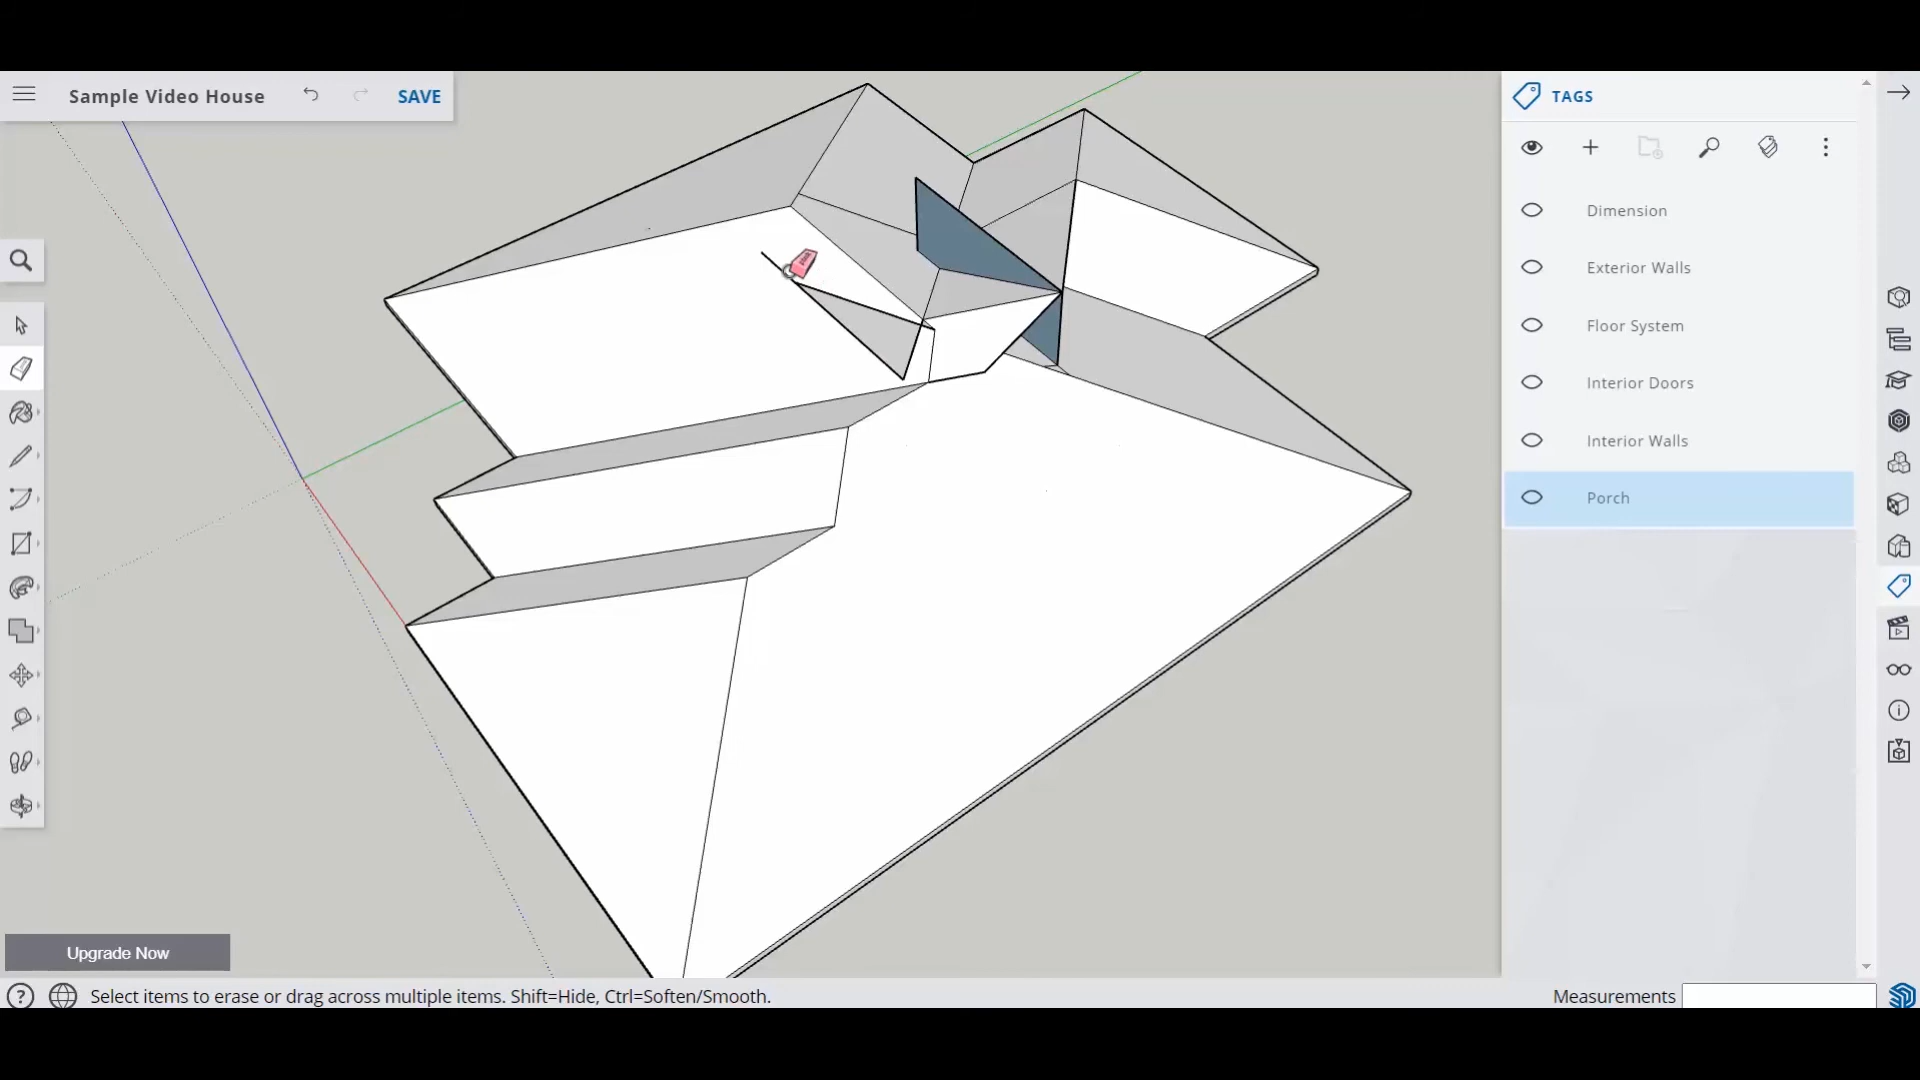 Sample Video House
SAVE
TAGS
Dimension
Exterior Walls
Floor System
Interior Doors
Interior Walls
Porch
Upgrade Now
Select items to erase or drag across multiple items. Shift=Hide, Ctrl=Soften/Smooth.
Measurements